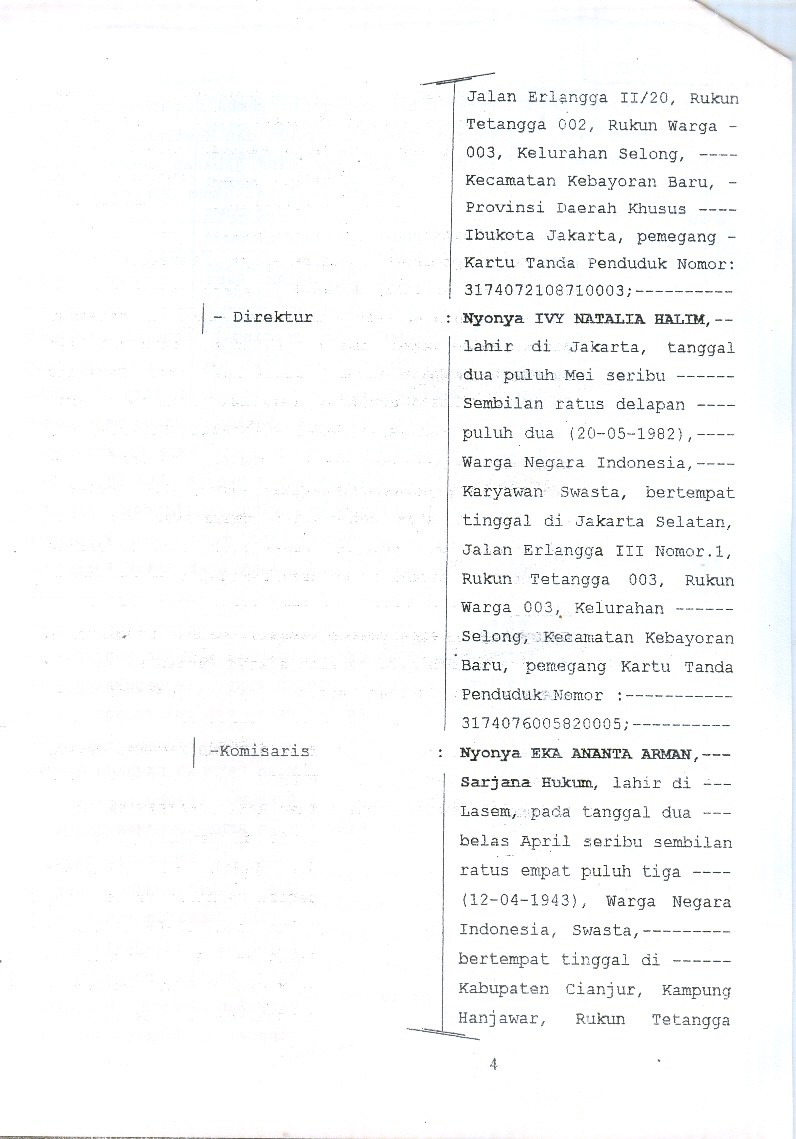 Jalan Erlangga II/20, Rukun
Tetangga 002, Rukun Warga -
003, Kelurahan Selong, ----
Kecamatan Kebayoran Baru, -
Provinsi Daerah Khusus ----
Ibukota Jakarta, pemegang -
Kartu Tanda Penduduk Nomor:
3174072108710003;----------
- Direktur : Nyonya IVY NATALIA HALIM,--
lahir di Jakarta, tanggal
dua puluh Mei seribu ------
Sembilan ratus delapan ----
puluh dua (20-05-1982),----
Warga Negara Indonesia,----
Karyawan Swasta, bertempat
tinggal di Jakarta Selatan,
Jalan Erlangga III Nomor.1,
Rukun Tetangga 003, Rukun
Warga 003, Kelurahan ------
Selong, Kecamatan Kebayoran
Baru, pemegang Kartu Tanda
Penduduk Nomor :-----------
3174076005820005;----------
-Komisaris : Nyonya EKA ANANTA ARMAN,---
Sarjana Hukum, lahir di ---
Lasem, pada tanggal dua ---
belas April seribu sembilan
ratus empat puluh tiga ----
(12-04-1943), Warga Negara
Indonesia, Swasta,---------
bertempat tinggal di ------
Kabupaten Cianjur, Kampung
Hanjawar, Rukun Tetangga
4